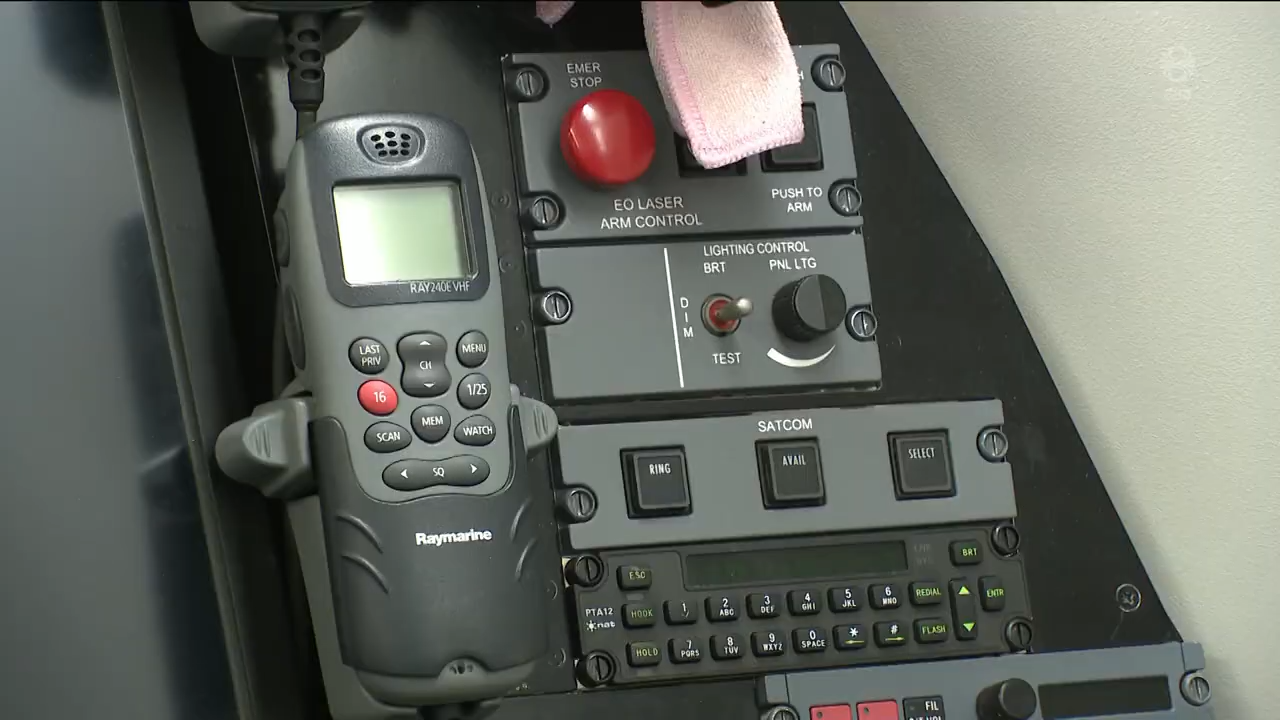 EMER
STOP
EO LASER
ARM CONTROL
PUSH TO
ARM
LIGHTING CONTROL
BRT
PNL LTG
DIM
TEST
RAY240E VHF
LAST
PRIV
CH
MENU
16
1/25
SCAN
MEM
WATCH
SQ
Raymarine
SATCOM
RING
AVAIL
SELECT
BRT
ESC
PTA12
nat
HOOK
1
2 ABC
3 DEF
4 GHI
5 JKL
6 MNO
REDIAL
ENTR
HOLD
7 PQRS
8 TUV
9 WXYZ
0 SPACE
*
#
FLASH
FIL